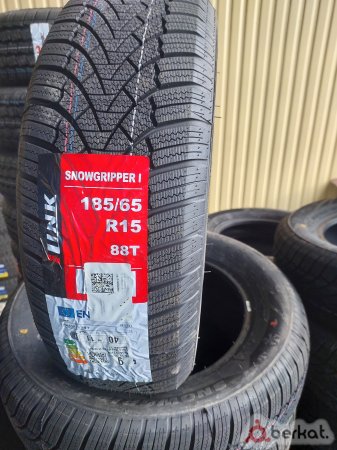 SNOWGRIPPER I
185/65
R15
88T
ILINK
EN
berkat.